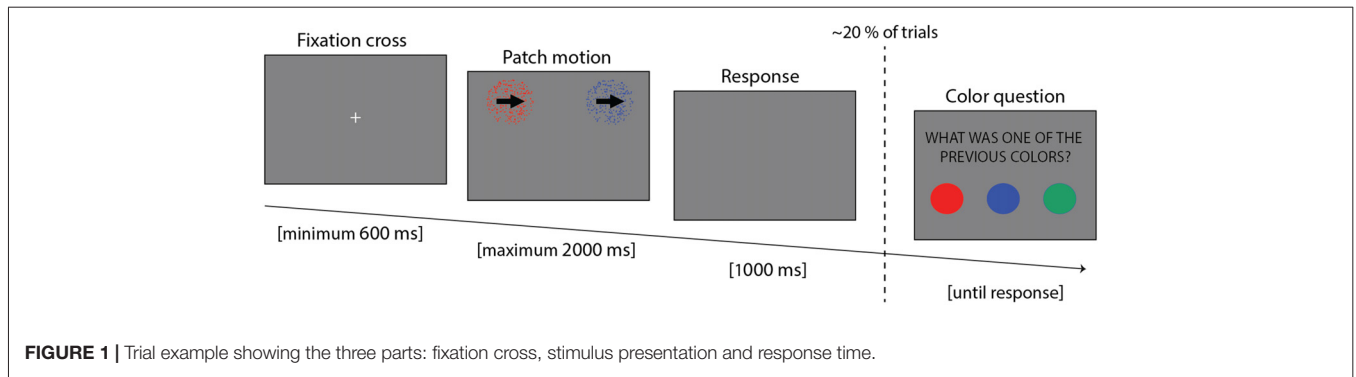 ~20 % of trials
Fixation cross
Patch motion
Response
Color question
WHAT WAS ONE OF THE
PREVIOUS COLORS?
[minimum 600 ms]
[maximum 2000 ms]
[1000 ms]
[until response]
FIGURE 1 | Trial example showing the three parts: fixation cross, stimulus presentation and response time.